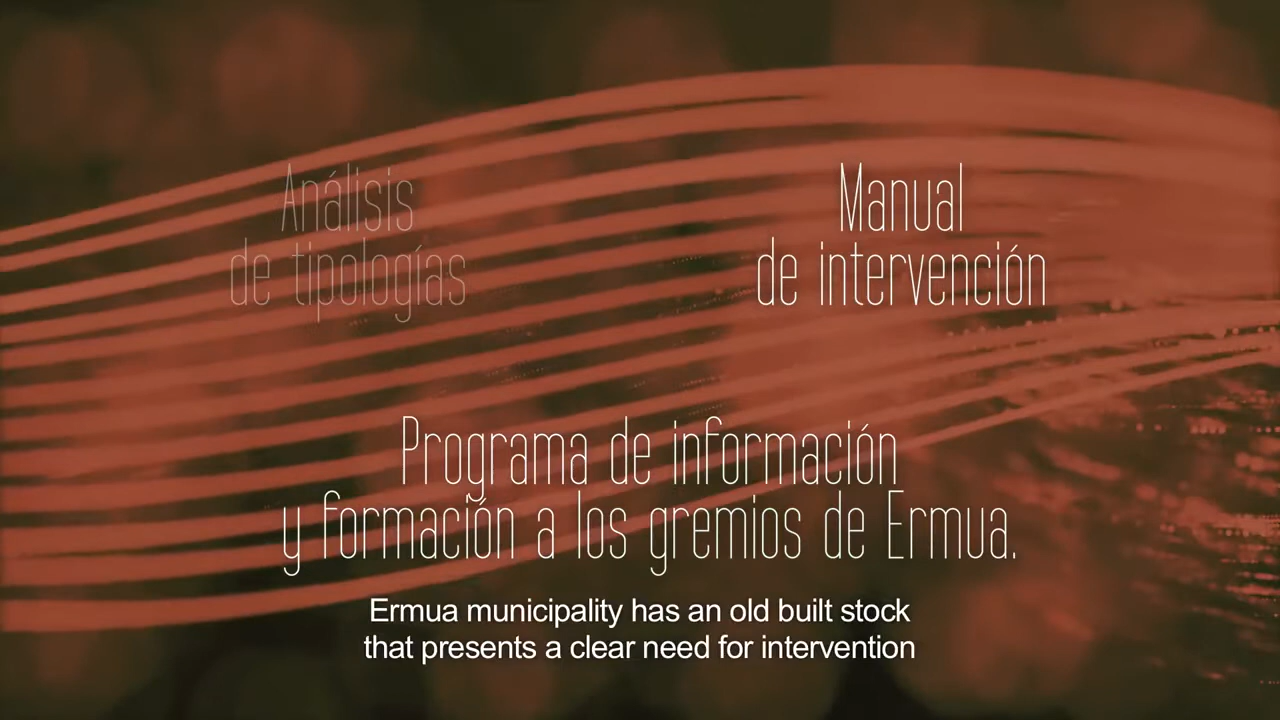 Análisis
de tipologías
Manual
de intervención
Programa de información
y formación a los gremios de Ermua.
Ermua municipality has an old built stock
that presents a clear need for intervention